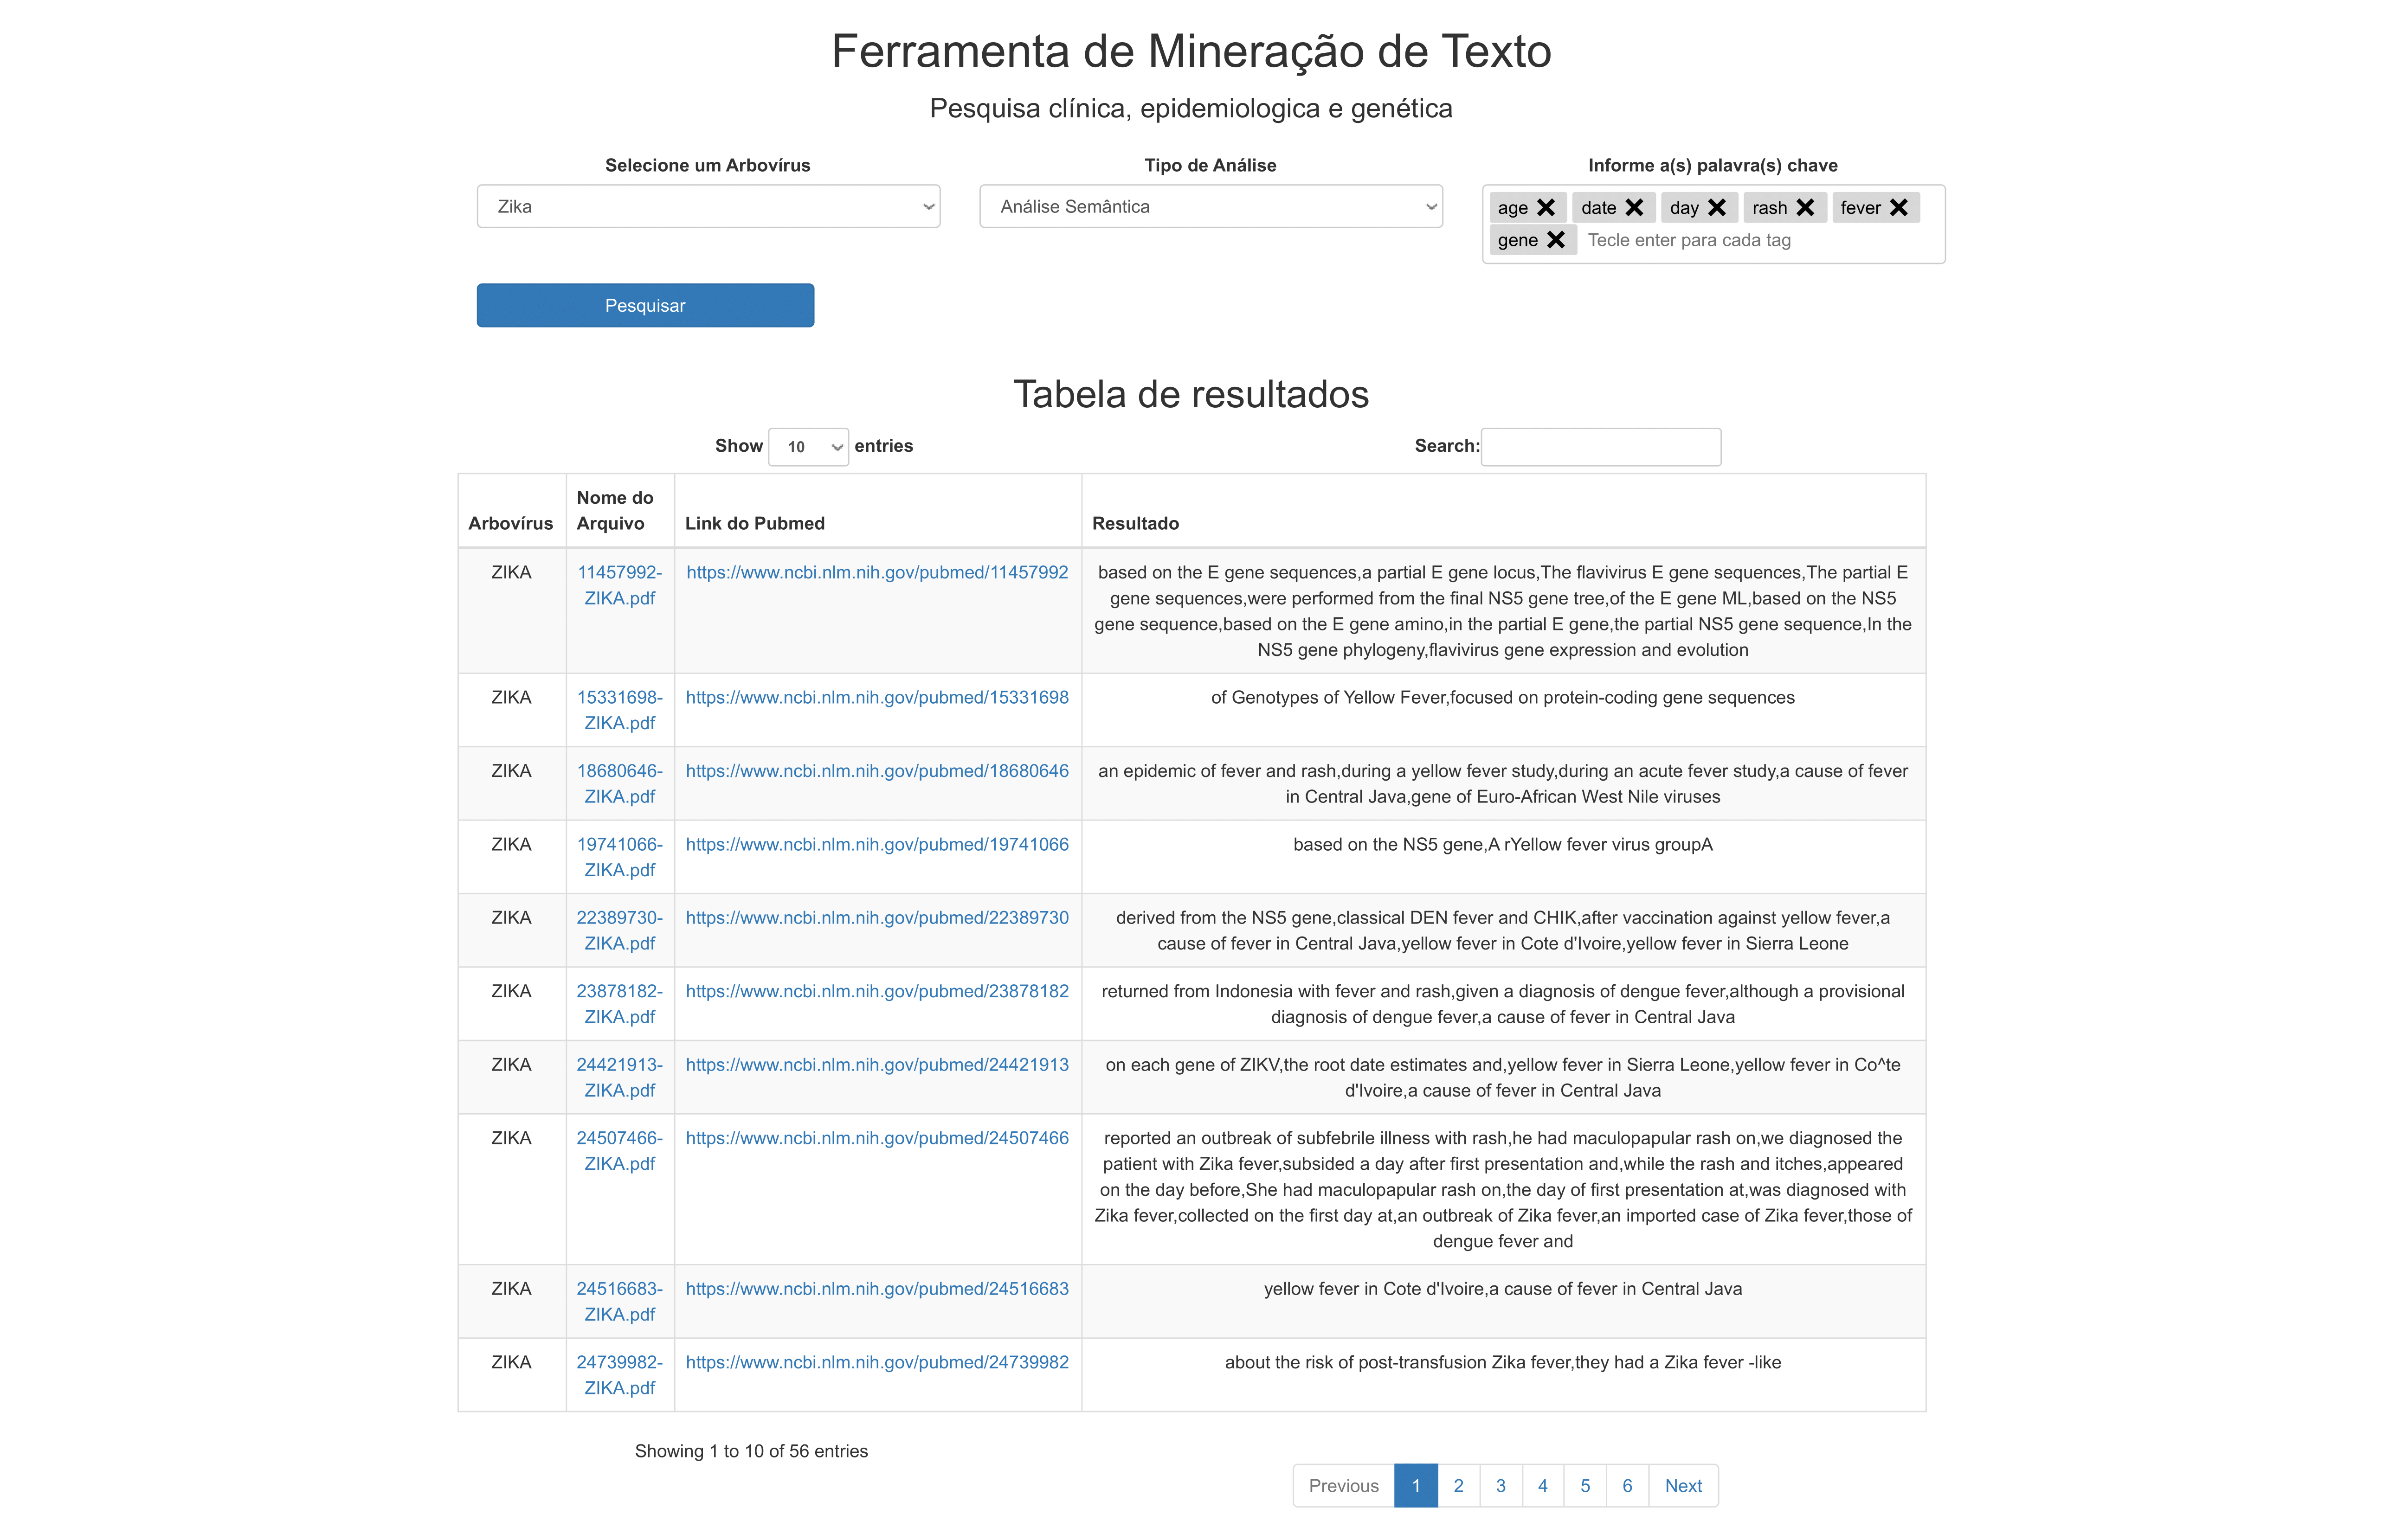 Ferramenta de Mineração de Texto
Pesquisa clínica, epidemiologica e genética
Selecione um Arbovírus
Tipo de Análise
Informe a(s) palavra(s) chave
Zika
Análise Semântica
age date day rash fever
gene Tecle enter para cada tag
Pesquisar
Tabela de resultados
Show 10 entries
Search:
Arbovírus
Nome do
Arquivo
Link do Pubmed
Resultado
ZIKA
11457992-
ZIKA.pdf
https://www.ncbi.nlm.nih.gov/pubmed/11457992
based on the E gene sequences,a partial E gene locus,The flavivirus E gene sequences,The partial E
gene sequences,were performed from the final NS5 gene tree,of the E gene ML,based on the NS5
gene sequence,based on the E gene amino,in the partial E gene,the partial NS5 gene sequence,In the
NS5 gene phylogeny,flavivirus gene expression and evolution
ZIKA
15331698-
ZIKA.pdf
https://www.ncbi.nlm.nih.gov/pubmed/15331698
of Genotypes of Yellow Fever,focused on protein-coding gene sequences
ZIKA
18680646-
ZIKA.pdf
https://www.ncbi.nlm.nih.gov/pubmed/18680646
an epidemic of fever and rash,during a yellow fever study,during an acute fever study,a cause of fever
in Central Java,gene of Euro-African West Nile viruses
ZIKA
19741066-
ZIKA.pdf
https://www.ncbi.nlm.nih.gov/pubmed/19741066
based on the NS5 gene,A rYellow fever virus groupA
ZIKA
22389730-
ZIKA.pdf
https://www.ncbi.nlm.nih.gov/pubmed/22389730
derived from the NS5 gene,classical DEN fever and CHIK,after vaccination against yellow fever,a
cause of fever in Central Java,yellow fever in Cote d'Ivoire,yellow fever in Sierra Leone
ZIKA
23878182-
ZIKA.pdf
https://www.ncbi.nlm.nih.gov/pubmed/23878182
returned from Indonesia with fever and rash,given a diagnosis of dengue fever,although a provisional
diagnosis of dengue fever,a cause of fever in Central Java
ZIKA
24421913-
ZIKA.pdf
https://www.ncbi.nlm.nih.gov/pubmed/24421913
on each gene of ZIKV,the root date estimates and,yellow fever in Sierra Leone,yellow fever in Co^te
d'Ivoire,a cause of fever in Central Java
ZIKA
24507466-
ZIKA.pdf
https://www.ncbi.nlm.nih.gov/pubmed/24507466
reported an outbreak of subfebrile illness with rash,he had maculopapular rash on,we diagnosed the
patient with Zika fever,subsided a day after first presentation and,while the rash and itches,appeared
on the day before,She had maculopapular rash on,the day of first presentation at,was diagnosed with
Zika fever,collected on the first day at,an outbreak of Zika fever,an imported case of Zika fever,those of
dengue fever and
ZIKA
24516683-
ZIKA.pdf
https://www.ncbi.nlm.nih.gov/pubmed/24516683
yellow fever in Cote d'Ivoire,a cause of fever in Central Java
ZIKA
24739982-
ZIKA.pdf
https://www.ncbi.nlm.nih.gov/pubmed/24739982
about the risk of post-transfusion Zika fever,they had a Zika fever -like
Showing 1 to 10 of 56 entries
Previous 1 2 3 4 5 6 Next